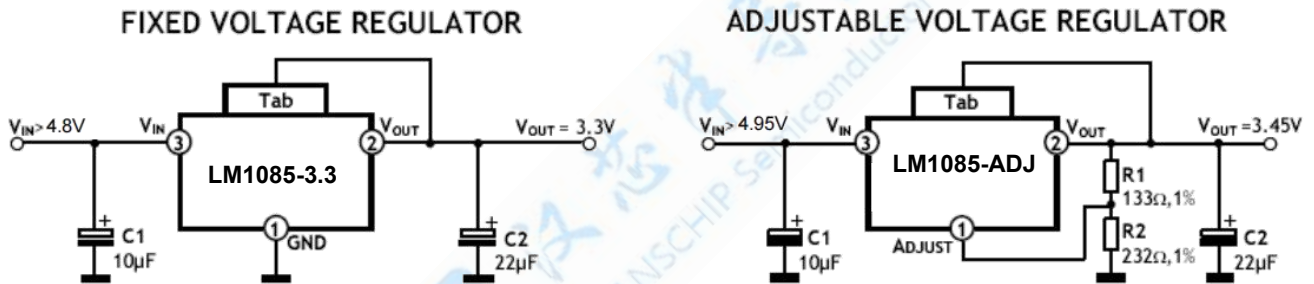 FIXED VOLTAGE REGULATOR
Tab
VIN> 4.8V
VIN
3
VOUT
2
VOUT = 3.3V
LM1085-3.3
1
GND
+
C1
10µF
+
C2
22µF
ADJUSTABLE VOLTAGE REGULATOR
Tab
VIN> 4.95V
VIN
3
VOUT
2
VOUT =3.45V
LM1085-ADJ
R1
133Ω,1%
1
ADJUST
R2
232Ω,1%
+
C1
10µF
+
C2
22µF